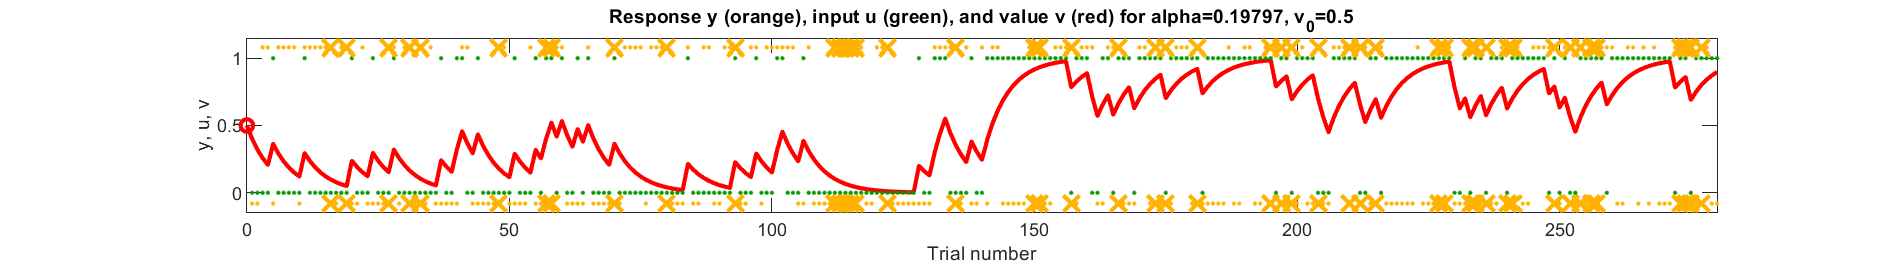 Response y (orange), input u (green), and value v (red) for alpha=0.19797, v0=0.5
y, u, v
1
0.5
0
0 50 100 150 200 250
Trial number